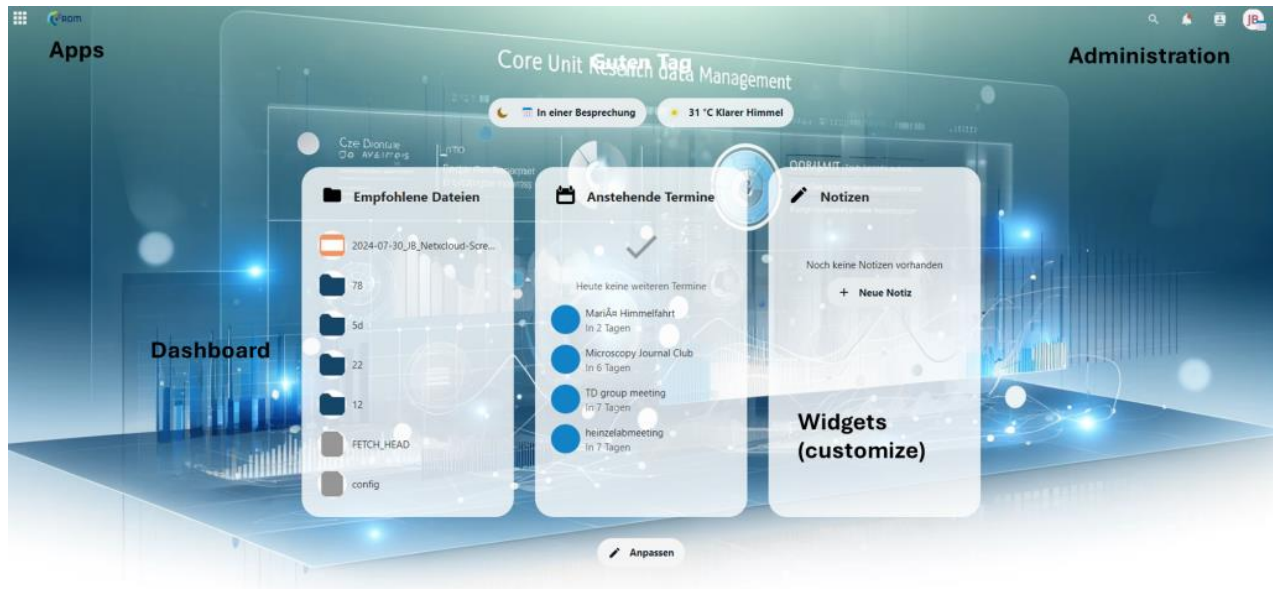 RDM
JB
Apps
Administration
Core Unit Research data Management
Guten Tag
In einer Besprechung
31 °C Klarer Himmel
Empfohlene Dateien
2024-07-30_JB_Netxcloud-Scre...
78
5d
22
12
FETCH_HEAD
config
Anstehende Termine
Heute keine weiteren Termine
MariÃ¤ Himmelfahrt
In 2 Tagen
Microscopy Journal Club
In 6 Tagen
TD group meeting
In 7 Tagen
heinzelabmeeting
In 7 Tagen
Notizen
Noch keine Notizen vorhanden
+ Neue Notiz
Dashboard
Widgets
(customize)
Anpassen